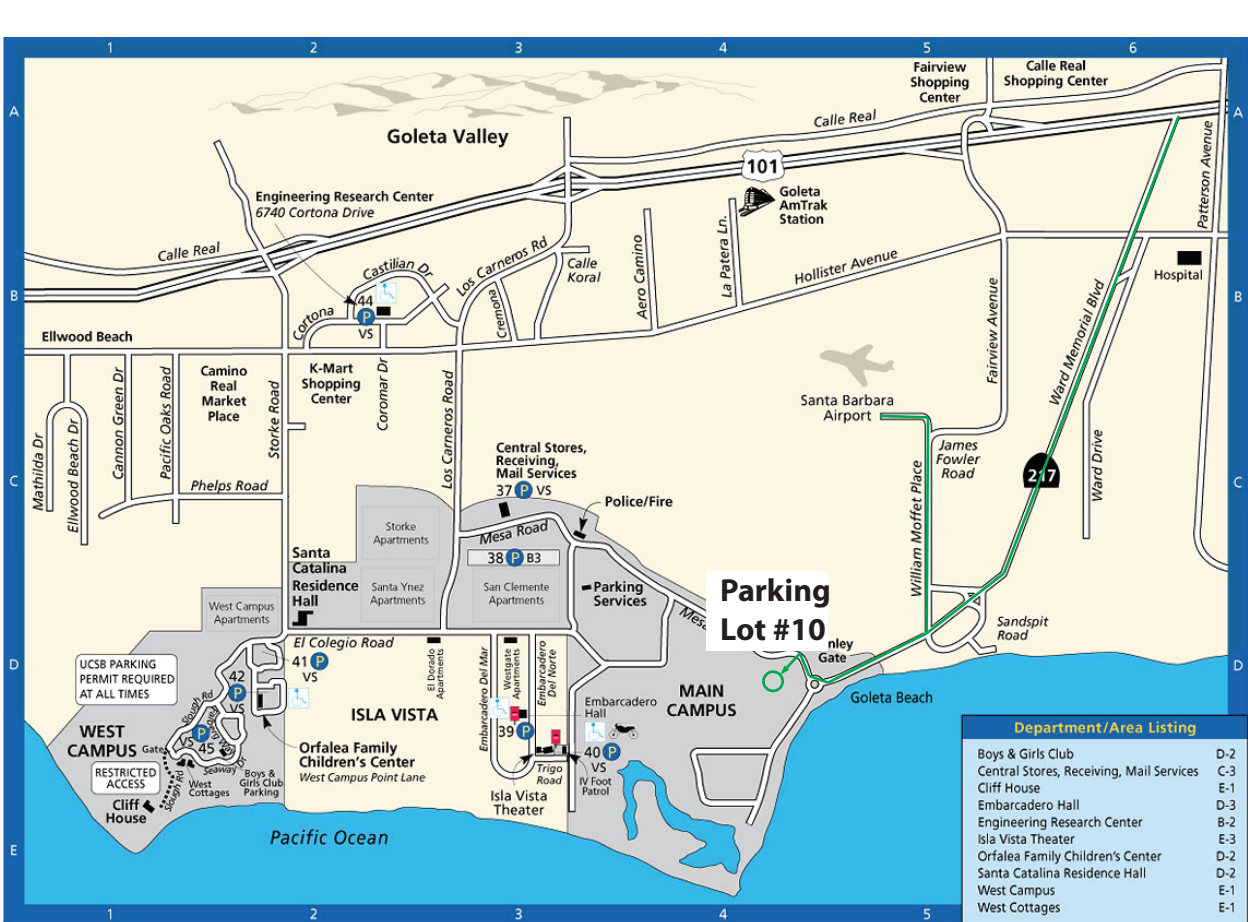 1 2 3 4 5 6
A
A
Fairview
Shopping
Center
Calle Real
Shopping Center
Calle Real
Goleta Valley
101
Patterson Avenue
Engineering Research Center
6740 Cortona Drive
Goleta
AmTrak
Station
Calle Real
Castilian Dr
Los Carneros Rd
Calle
Koral
Aero Camino
La Patera Ln.
Hollister Avenue
Hospital
B
B
44
P
VS
Cortona
Cremona
Fairview Avenue
Ward Memorial Blvd
Ellwood Beach
Camino
Real
Market
Place
K-Mart
Shopping
Center
Coromar Dr
Storke Road
Los Carneros Road
Cannon Green Dr
Pacific Oaks Road
Mathilda Dr
Ellwood Beach Dr
Phelps Road
Santa Barbara
Airport
James
Fowler
Road
William Moffet Place
217
Ward Drive
C
C
Central Stores,
Receiving,
Mail Services
37 P VS
Police/Fire
Mesa Road
38 P B3
Storke
Apartments
Santa Ynez
Apartments
San Clemente
Apartments
Parking
Services
Santa
Catalina
Residence
Hall
West Campus
Apartments
Parking
Lot #10
Mesa
nley
Gate
Sandspit
Road
Goleta Beach
D
D
El Colegio Road
41 P
VS
42
P
VS
UCSB PARKING
PERMIT REQUIRED
AT ALL TIMES
El Dorado
Apartments
Embarcadero Del Mar
Westgate
Apartments
Embarcadero
Del Norte
Embarcadero
Hall
MAIN
CAMPUS
ISLA VISTA
39 P
40 P
VS
WEST
CAMPUS
Slough Rd
P
VS
45
Gate
Seaway Dr
RESTRICTED
ACCESS
Slough Rd
West
Cottages
Boys &
Girls Club
Parking
Orfalea Family
Children's Center
West Campus Point Lane
Cliff
House
Trigo
Road
IV Foot
Patrol
Isla Vista
Theater
Pacific Ocean
E
Department/Area Listing
Boys & Girls Club D-2
Central Stores, Receiving, Mail Services C-3
Cliff House E-1
Embarcadero Hall D-3
Engineering Research Center B-2
Isla Vista Theater E-3
Orfalea Family Children's Center D-2
Santa Catalina Residence Hall D-2
West Campus E-1
West Cottages E-1
1 2 3 4 5